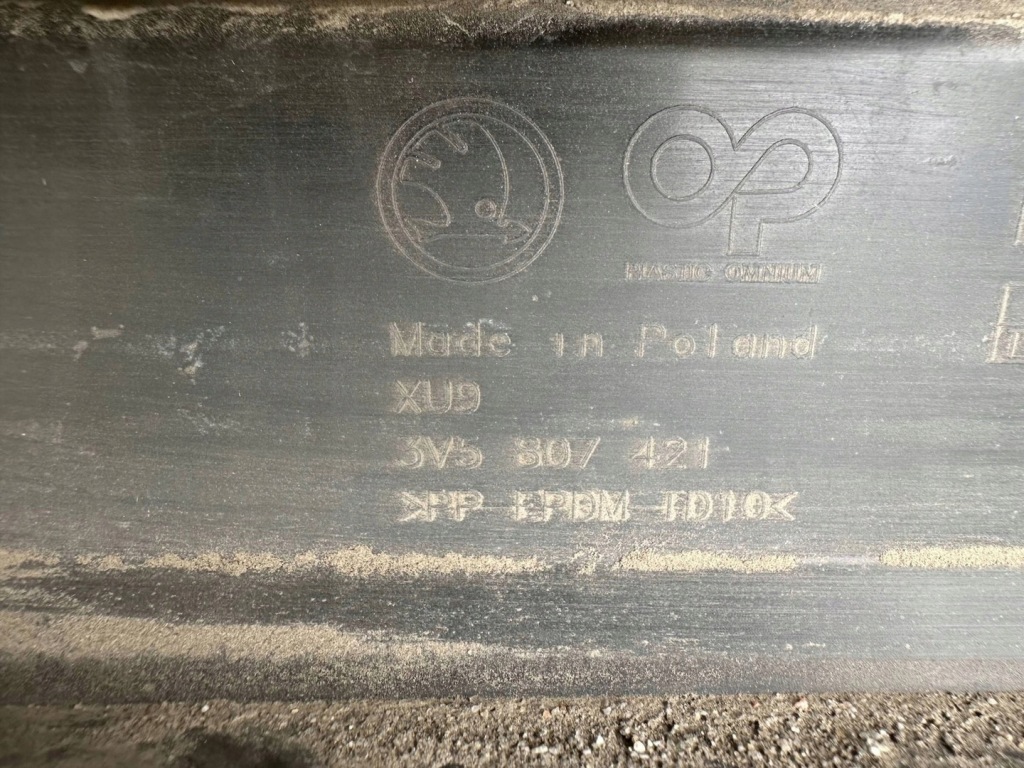 PLASTIC OMNIUM
Made in Poland
XU9
3V5 807 421
>PP EPDM TD10<